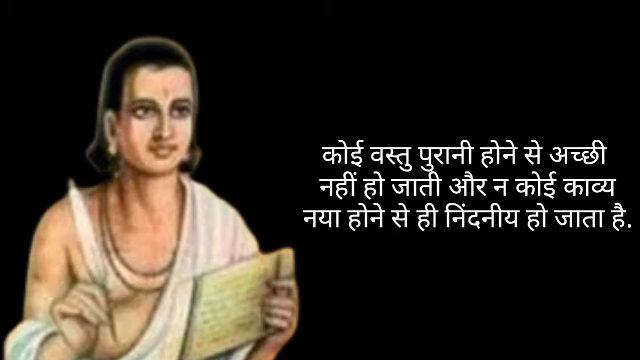 कोई वस्तु पुरानी होने से अच्छी
नहीं हो जाती और न कोई काव्य
नया होने से ही निंदनीय हो जाता है.